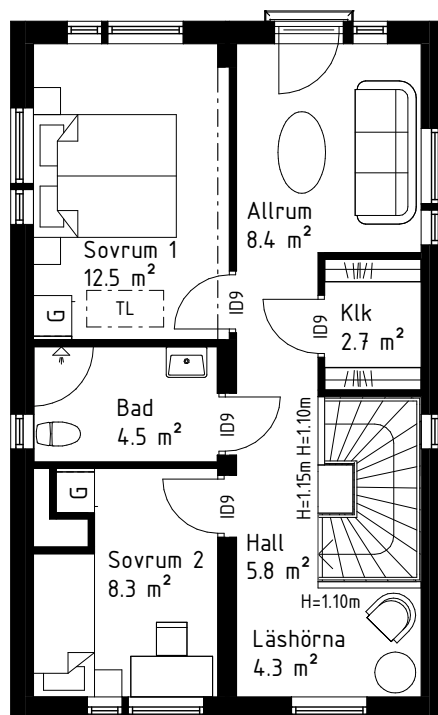 Allrum
8.4 m²
Sovrum 1
12.5 m²
TL
G
ID9
ID9
ID9
Klk
2.7 m²
Bad
4.5 m²
ID9
H=1.15m H=1.10m
G
ID9
Hall
5.8 m²
Sovrum 2
8.3 m²
H=1.10m
Läshörna
4.3 m²